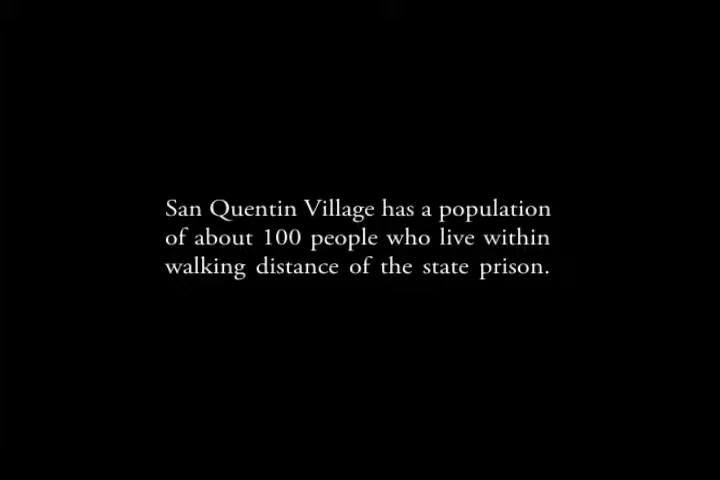 San Quentin Village has a population
of about 100 people who live within
walking distance of the state prison.